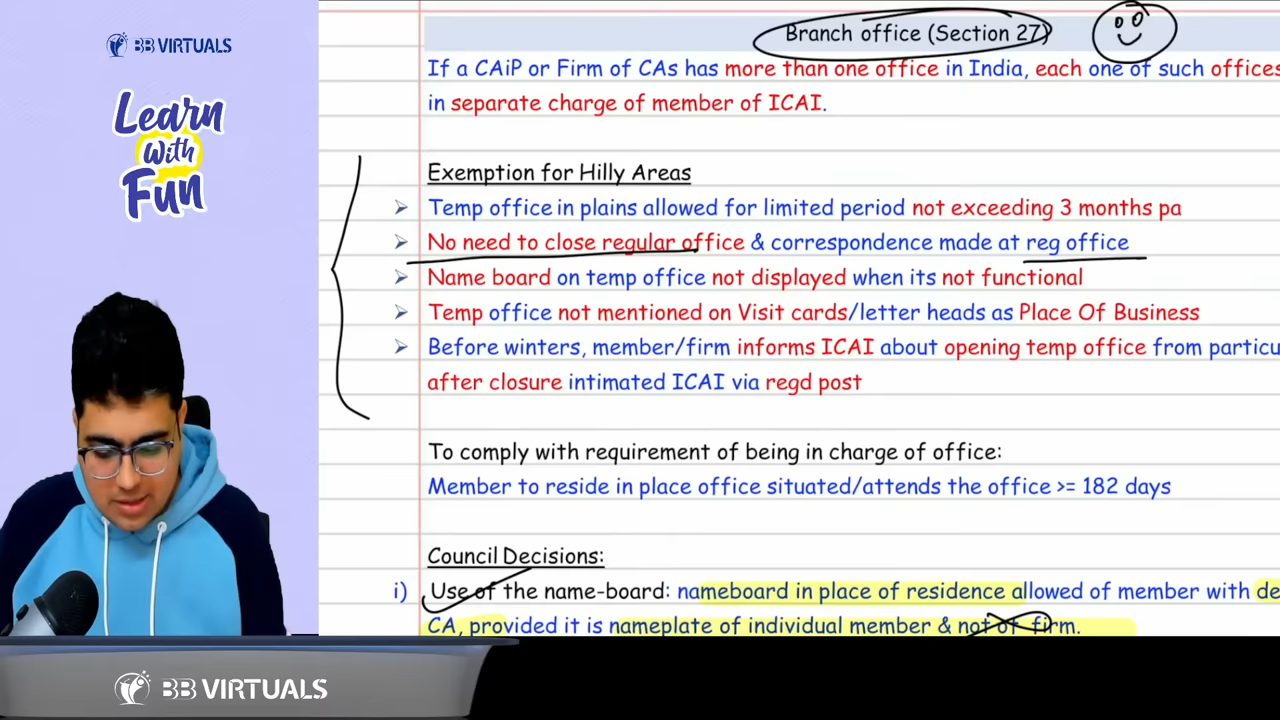 BB VIRTUALS
Learn
With
Fun
Branch office (Section 27)
If a CAiP or Firm of CAs has more than one office in India, each one of such offices
in separate charge of member of ICAI.
Exemption for Hilly Areas
➢ Temp office in plains allowed for limited period not exceeding 3 months pa
➢ No need to close regular office & correspondence made at reg office
➢ Name board on temp office not displayed when its not functional
➢ Temp office not mentioned on Visit cards/letter heads as Place Of Business
➢ Before winters, member/firm informs ICAI about opening temp office from particu
after closure intimated ICAI via regd post
To comply with requirement of being in charge of office:
Member to reside in place office situated/attends the office >= 182 days
Council Decisions:
i) Use of the name-board: nameboard in place of residence allowed of member with de
CA, provided it is nameplate of individual member & not of firm.
BB VIRTUALS